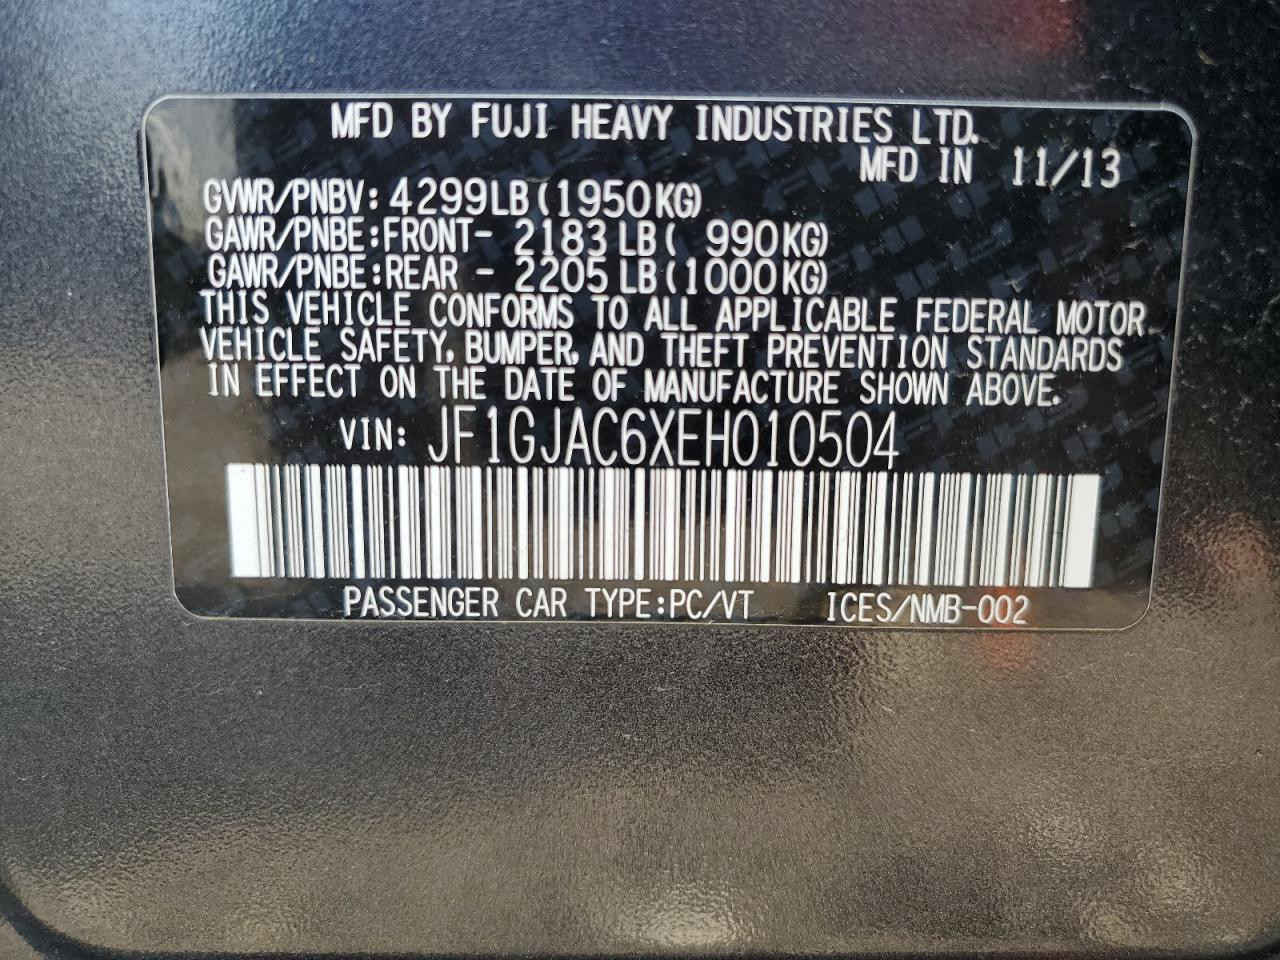 MFD BY FUJI HEAVY INDUSTRIES LTD.
MFD IN 11/13
GVWR/PNBV: 4299LB (1950KG)
GAWR/PNBE:FRONT- 2183 LB( 990KG)
GAWR/PNBE:REAR - 2205 LB(1000KG)
THIS VEHICLE CONFORMS TO ALL APPLICABLE FEDERAL MOTOR
VEHICLE SAFETY, BUMPER, AND THEFT PREVENTION STANDARDS
IN EFFECT ON THE DATE OF MANUFACTURE SHOWN ABOVE.
VIN: JF1GJAC6XEH010504
PASSENGER CAR TYPE:PC/VT ICES/NMB-002